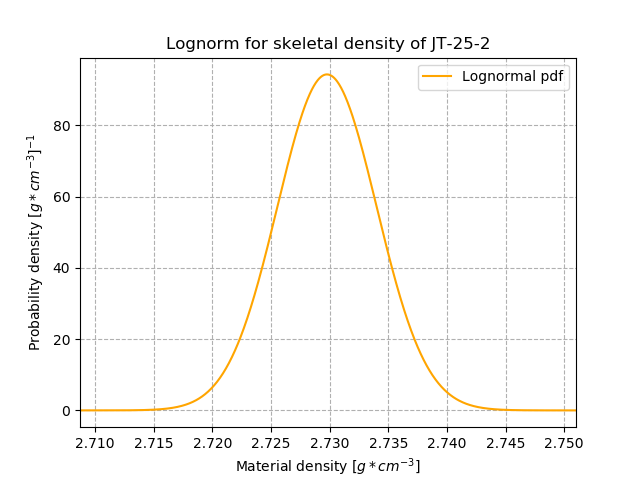 Lognorm for skeletal density of JT-25-2
Lognormal pdf
Probability density [g * cm⁻³]⁻¹
80
60
40
20
0
2.710 2.715 2.720 2.725 2.730 2.735 2.740 2.745 2.750
Material density [g * cm⁻³]